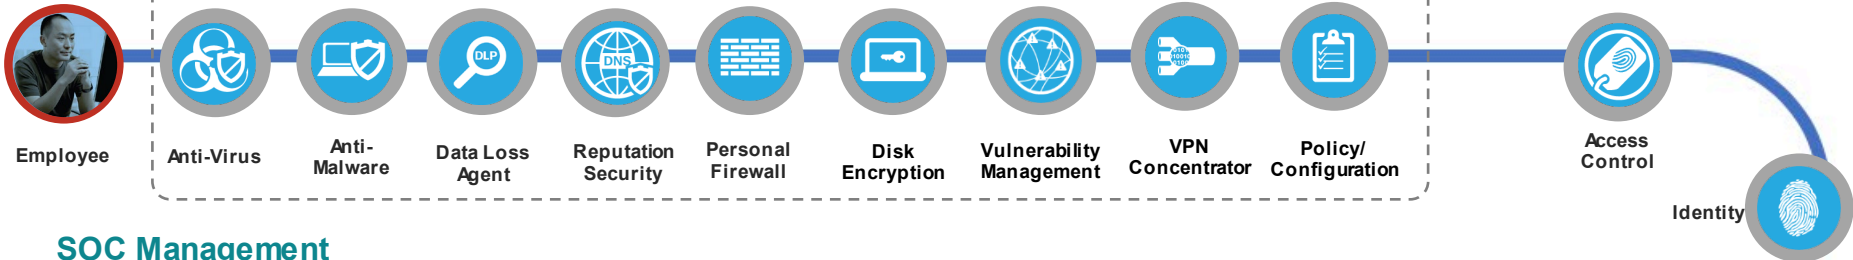 DLP
DNS
Employee
Anti-Virus
Anti-
Malware
Data Loss
Agent
Reputation
Security
Personal
Firewall
Disk
Encryption
Vulnerability
Management
VPN
Concentrator
Policy/
Configuration
Access
Control
Identity
SOC Management